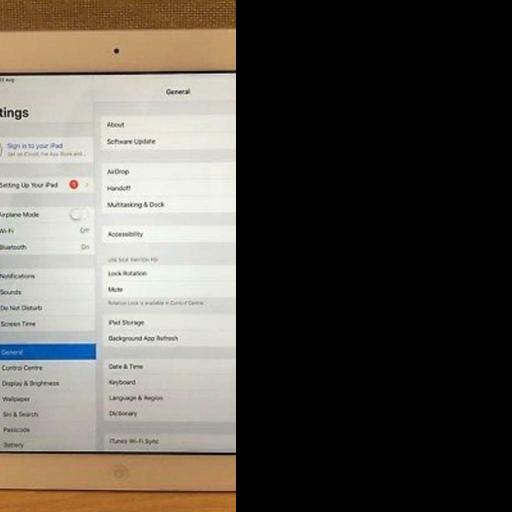 23 Aug
tings
Sign in to your iPad
Set up iCloud, the App Store and...
Setting Up Your iPad 1
Airplane Mode
Wi-Fi Off
Bluetooth On
Notifications
Sounds
Do Not Disturb
Screen Time
General
Control Centre
Display & Brightness
Wallpaper
Siri & Search
Passcode
Battery
General
About
Software Update
AirDrop
Handoff
Multitasking & Dock
Accessibility
USE SIDE SWITCH TO:
Lock Rotation
Mute
Rotation Lock is available in Control Centre.
iPad Storage
Background App Refresh
Date & Time
Keyboard
Language & Region
Dictionary
iTunes Wi-Fi Sync